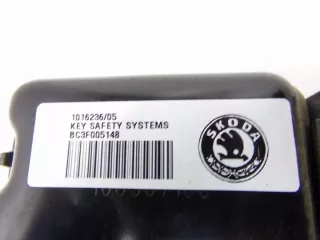 1016236/05
KEY SAFETY SYSTEMS
BC3F005148
SKODA